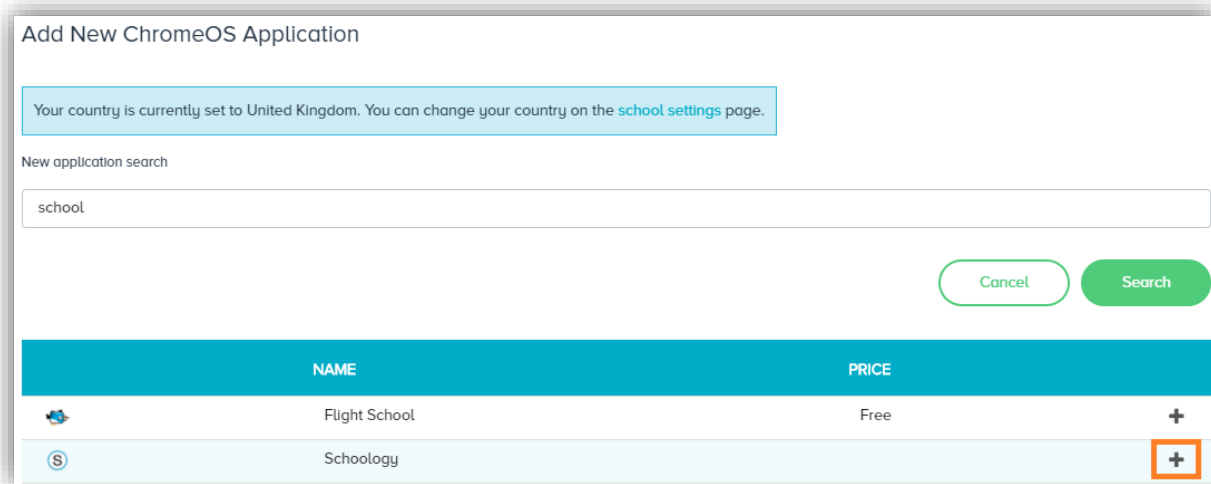 Add New ChromeOS Application
Your country is currently set to United Kingdom. You can change your country on the school settings page.
New application search
school
Cancel Search
NAME PRICE
Flight School Free +
S Schoology +